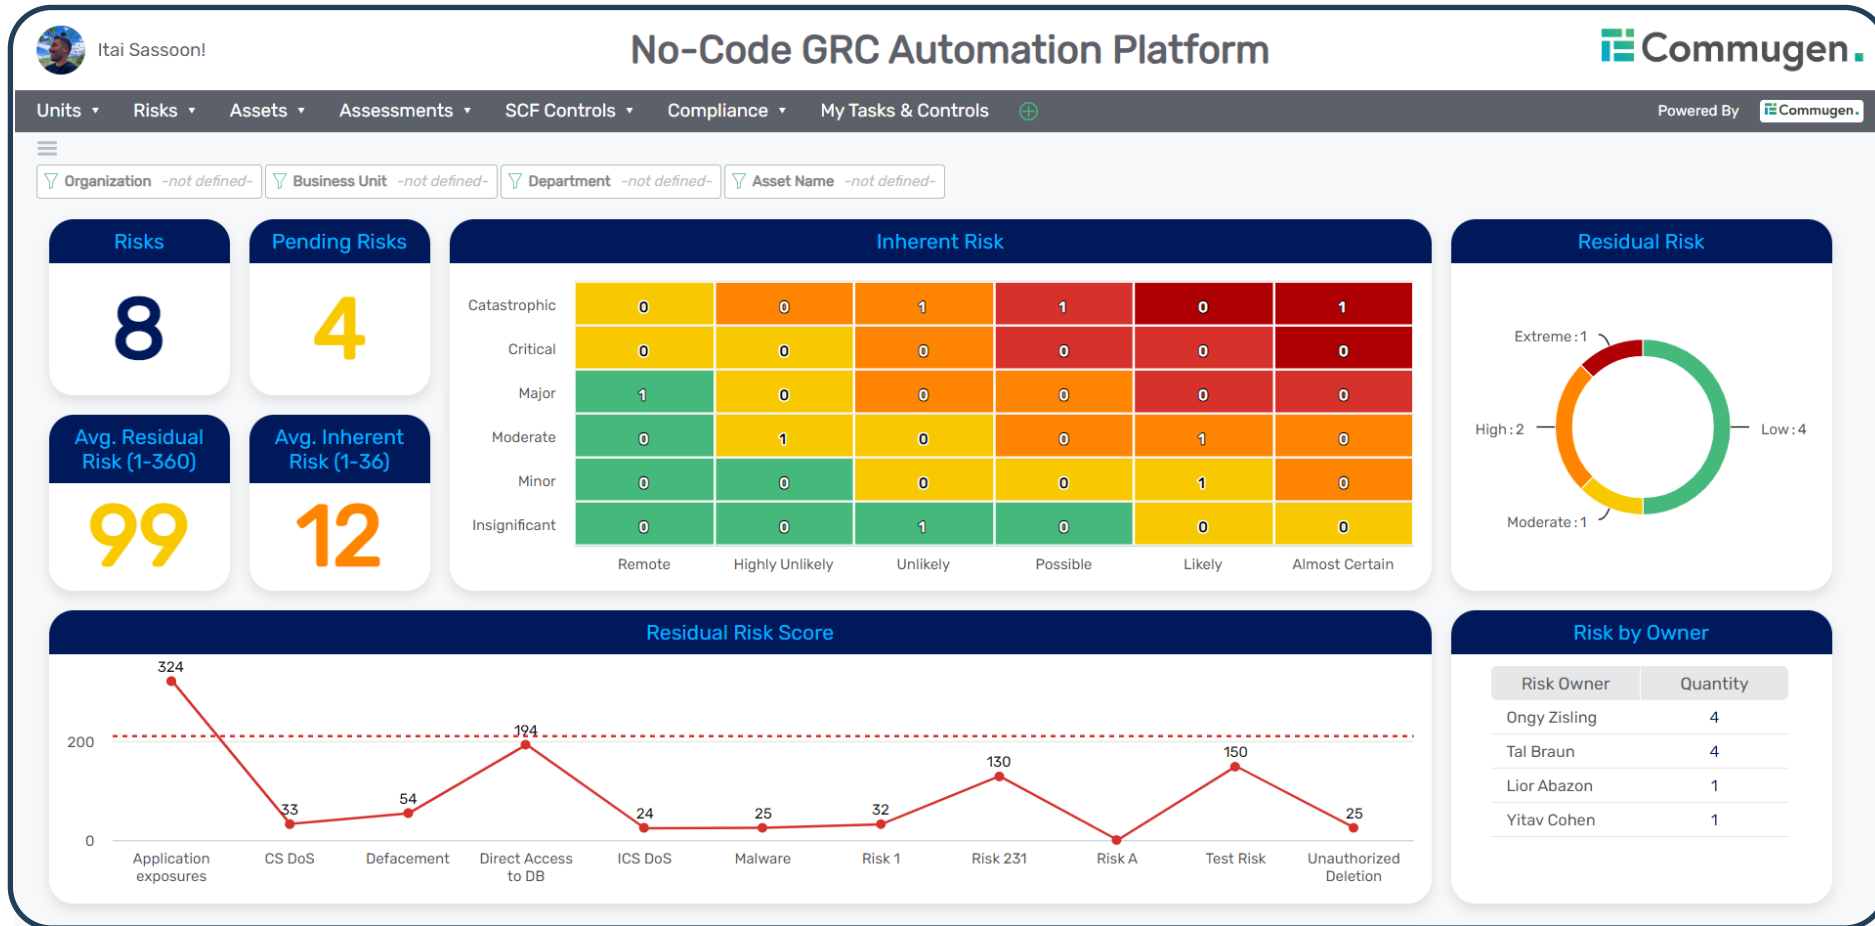 Itai Sassoon!
No-Code GRC Automation Platform
Commugen.
Units
Risks
Assets
Assessments
SCF Controls
Compliance
My Tasks & Controls
Powered By
Commugen.
Organization -not defined-
Business Unit -not defined-
Department -not defined-
Asset Name -not defined-
Risks
8
Pending Risks
4
Avg. Residual
Risk (1-360)
99
Avg. Inherent
Risk (1-36)
12
Inherent Risk
Catastrophic 0 0 1 1 0 1
Critical 0 0 0 0 0 0
Major 1 0 0 0 0 0
Moderate 0 1 0 0 1 0
Minor 0 0 0 0 1 0
Insignificant 0 0 1 0 0 0
Remote Highly Unlikely Unlikely Possible Likely Almost Certain
Residual Risk
Extreme:1
High:2
Low:4
Moderate:1
Residual Risk Score
324
200
194
150
130
54
33
24
25
32
25
0
Application
exposures
CS DoS
Defacement
Direct Access
to DB
ICS DoS
Malware
Risk 1
Risk 231
Risk A
Test Risk
Unauthorized
Deletion
Risk by Owner
Risk Owner Quantity
Ongy Zisling 4
Tal Braun 4
Lior Abazon 1
Yitav Cohen 1